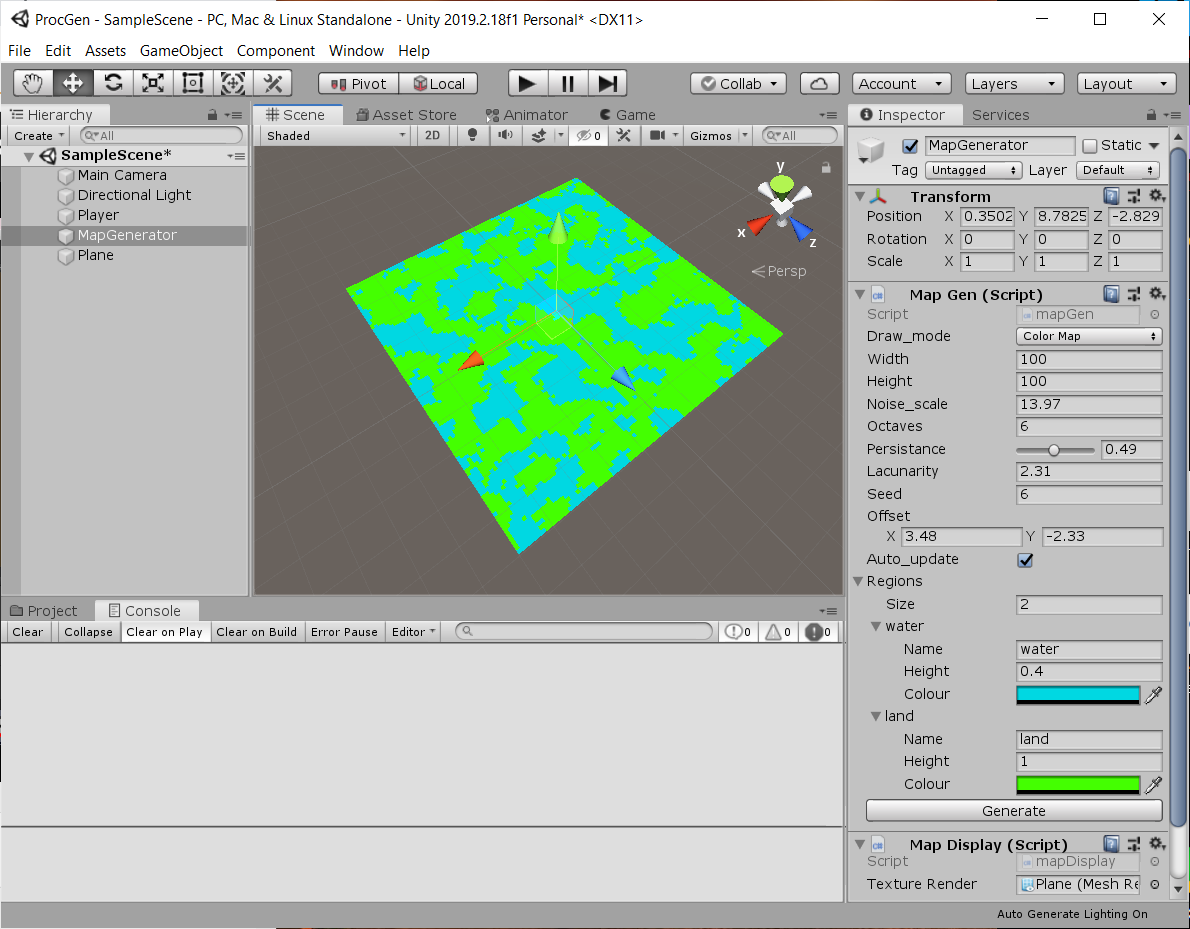 ProcGen - SampleScene - PC, Mac & Linux Standalone - Unity 2019.2.18f1 Personal* <DX11>
File Edit Assets GameObject Component Window Help
Pivot Local Collab Account Layers Layout
Hierarchy
Create All
SampleScene*
Main Camera
Directional Light
Player
MapGenerator
Plane
Scene Asset Store Animator Game
Shaded 2D 0 Gizmos All
y
x
z
Persp
Project Console
Clear Collapse Clear on Play Clear on Build Error Pause Editor 0 0 0
Inspector Services
MapGenerator Static
Tag Untagged Layer Default
Transform
Position X 0.3502 Y 8.7825 Z -2.829
Rotation X 0 Y 0 Z 0
Scale X 1 Y 1 Z 1
Map Gen (Script)
Script mapGen
Draw_mode Color Map
Width 100
Height 100
Noise_scale 13.97
Octaves 6
Persistance 0.49
Lacunarity 2.31
Seed 6
Offset
X 3.48 Y -2.33
Auto_update
Regions
Size 2
water
Name water
Height 0.4
Colour
land
Name land
Height 1
Colour
Generate
Map Display (Script)
Script mapDisplay
Texture Render Plane (Mesh Re
Auto Generate Lighting On